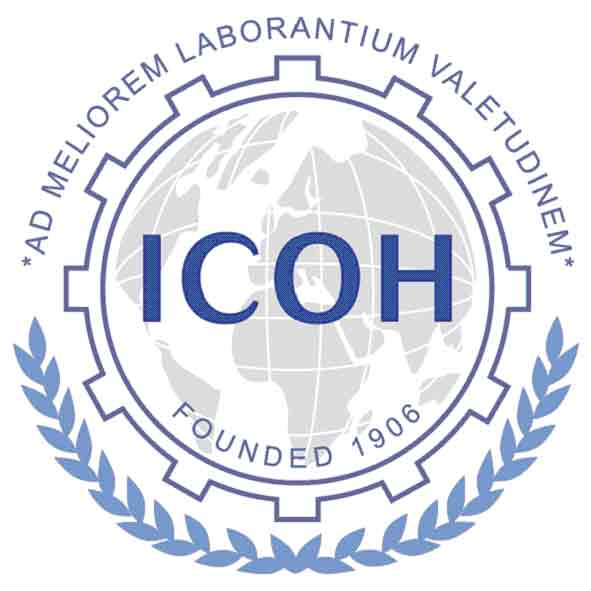 *AD MELIOREM LABORANTIUM VALETUDINEM*
ICOH
FOUNDED 1906